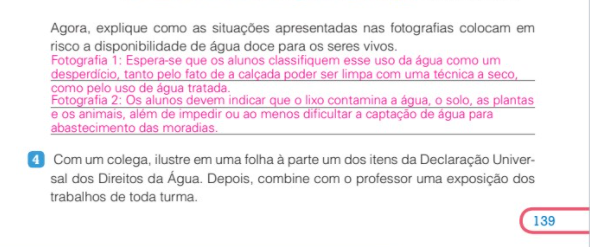 Agora, explique como as situações apresentadas nas fotografias colocam em
risco a disponibilidade de água doce para os seres vivos.
Fotografia 1: Espera-se que os alunos classifiquem esse uso da água como um
desperdício, tanto pelo fato de a calçada poder ser limpa com uma técnica a seco,
como pelo uso de água tratada.
Fotografia 2: Os alunos devem indicar que o lixo contamina a água, o solo, as plantas
e os animais, além de impedir ou ao menos dificultar a captação de água para
abastecimento das moradias.
4 Com um colega, ilustre em uma folha à parte um dos itens da Declaração Univer-
sal dos Direitos da Água. Depois, combine com o professor uma exposição dos
trabalhos de toda turma.
139